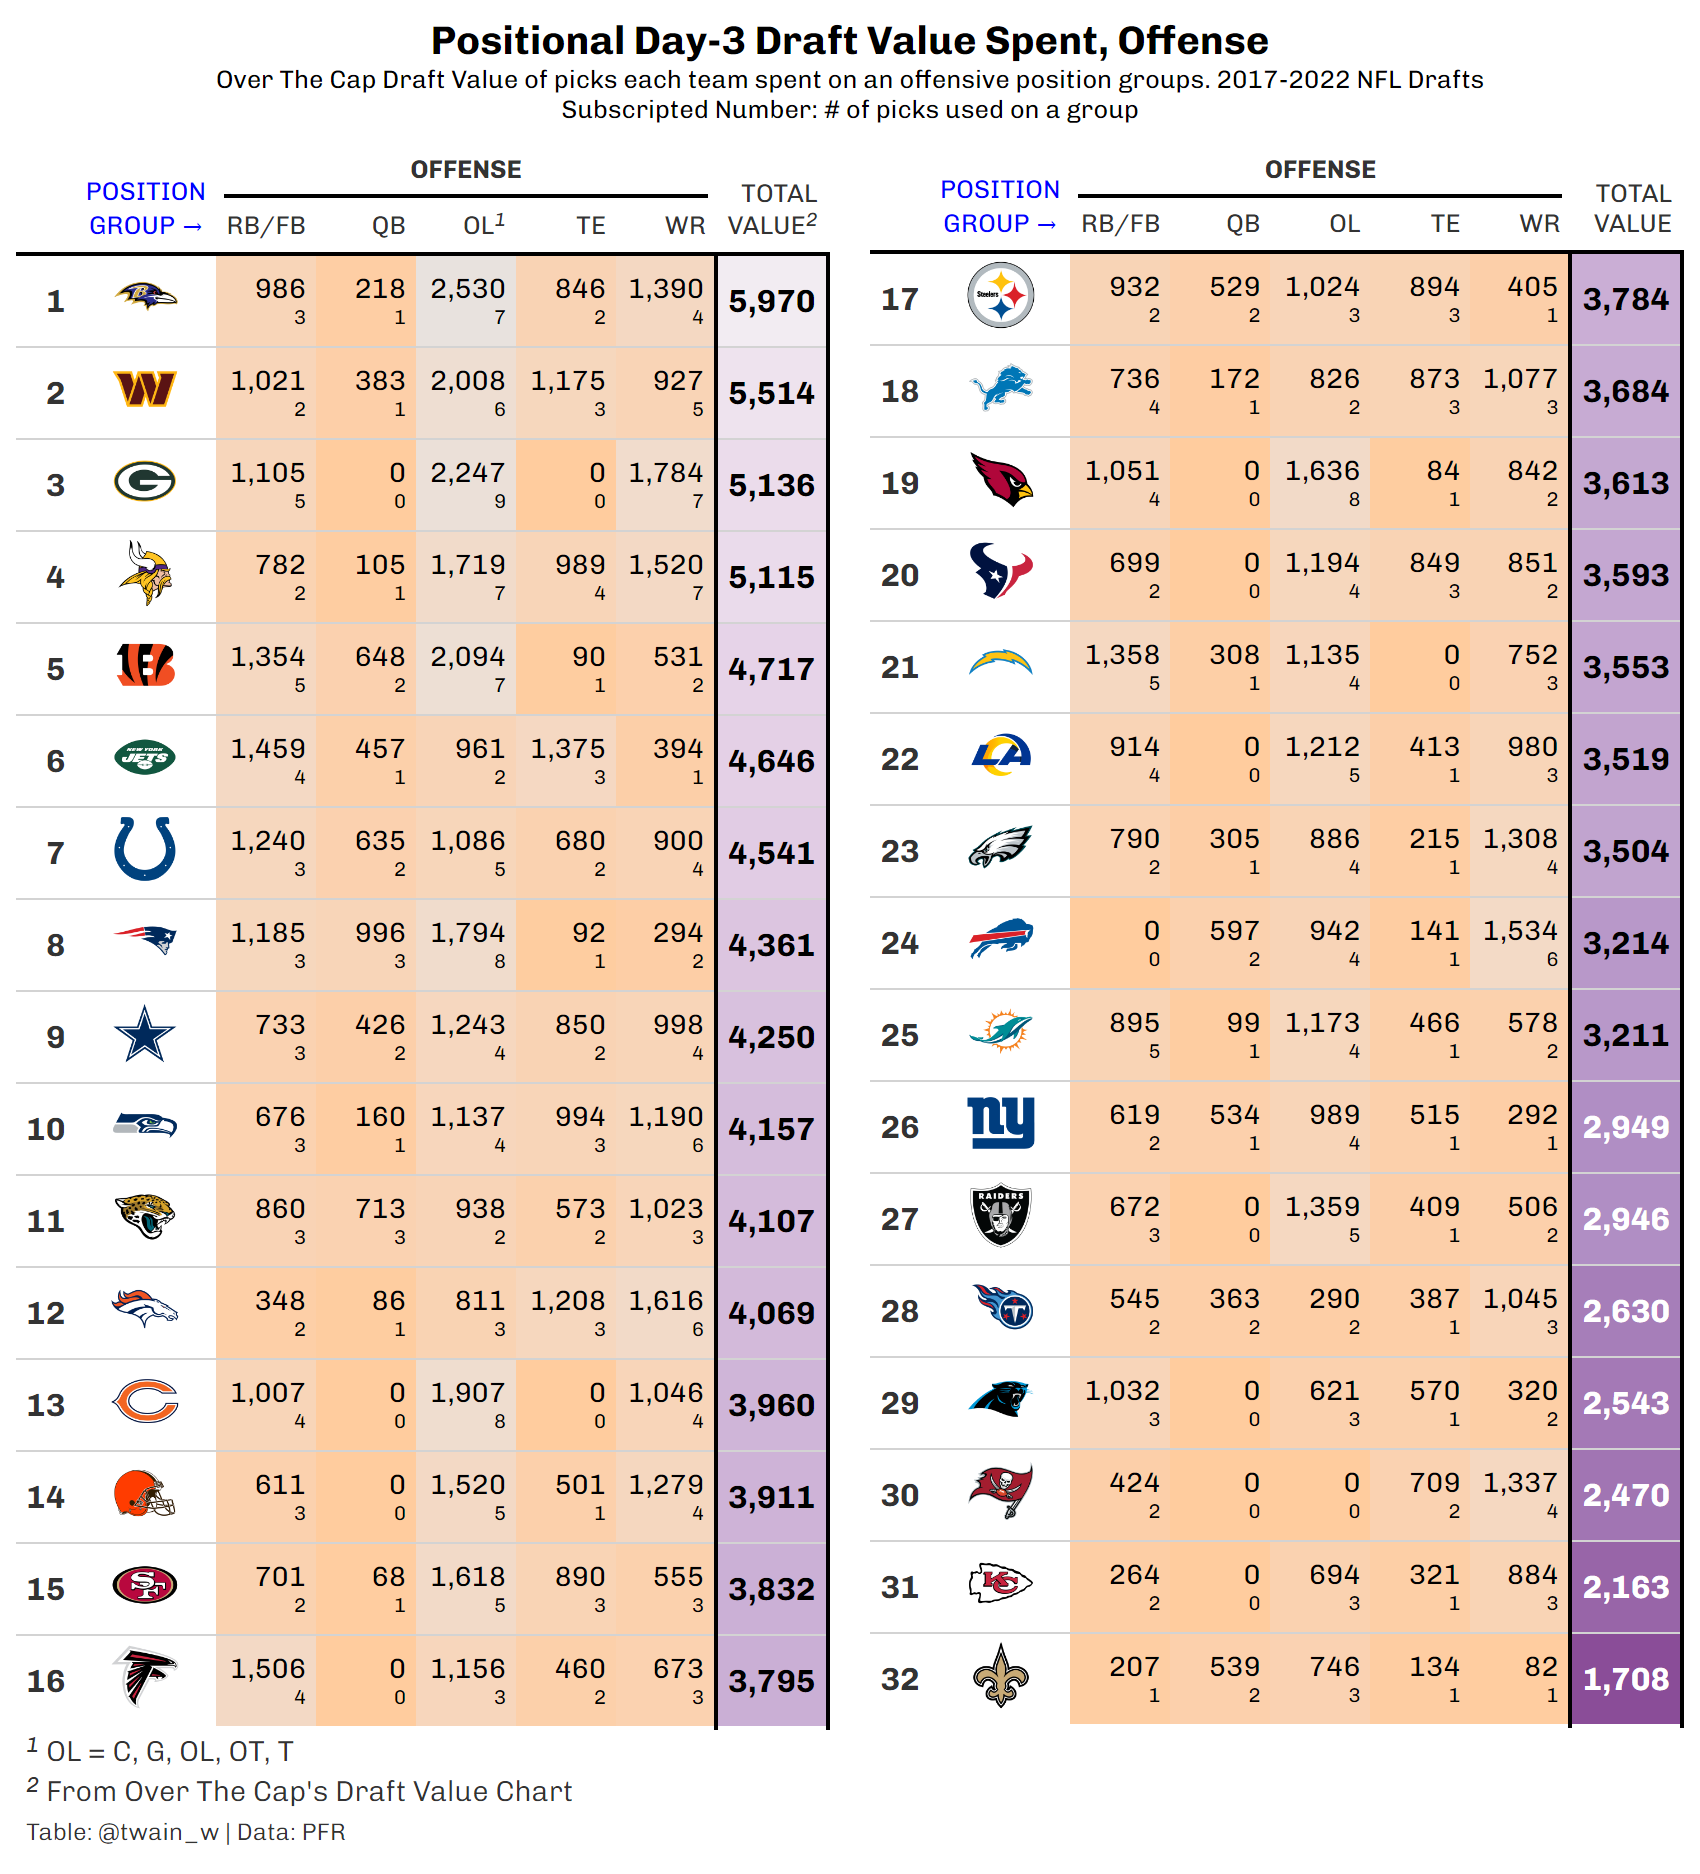 Positional Day-3 Draft Value Spent, Offense
Over The Cap Draft Value of picks each team spent on an offensive position groups. 2017-2022 NFL Drafts
Subscripted Number: # of picks used on a group
OFFENSE
POSITION GROUP → RB/FB QB OL¹ TE WR TOTAL VALUE²
1 986 218 2,530 846 1,390 5,970
3 1 7 2 4
2 W 1,021 383 2,008 1,175 927 5,514
2 1 6 3 5
3 G 1,105 0 2,247 0 1,784 5,136
5 0 9 0 7
4 782 105 1,719 989 1,520 5,115
2 1 7 4 7
5 B 1,354 648 2,094 90 531 4,717
5 2 7 1 2
6 NEW YORK JETS 1,459 457 961 1,375 394 4,646
4 1 2 3 1
7 1,240 635 1,086 680 900 4,541
3 2 5 2 4
8 1,185 996 1,794 92 294 4,361
3 3 8 1 2
9 733 426 1,243 850 998 4,250
3 2 4 2 4
10 676 160 1,137 994 1,190 4,157
3 1 4 3 6
11 860 713 938 573 1,023 4,107
3 3 2 2 3
12 348 86 811 1,208 1,616 4,069
2 1 3 3 6
13 C 1,007 0 1,907 0 1,046 3,960
4 0 8 0 4
14 611 0 1,520 501 1,279 3,911
3 0 5 1 4
15 SF 701 68 1,618 890 555 3,832
2 1 5 3 3
16 1,506 0 1,156 460 673 3,795
4 0 3 2 3
OFFENSE
POSITION GROUP → RB/FB QB OL TE WR TOTAL VALUE
17 Steelers 932 529 1,024 894 405 3,784
2 2 3 3 1
18 736 172 826 873 1,077 3,684
4 1 2 3 3
19 1,051 0 1,636 84 842 3,613
4 0 8 1 2
20 699 0 1,194 849 851 3,593
2 0 4 3 2
21 1,358 308 1,135 0 752 3,553
5 1 4 0 3
22 LA 914 0 1,212 413 980 3,519
4 0 5 1 3
23 790 305 886 215 1,308 3,504
2 1 4 1 4
24 0 597 942 141 1,534 3,214
0 2 4 1 6
25 895 99 1,173 466 578 3,211
5 1 4 1 2
26 ny 619 534 989 515 292 2,949
2 1 4 1 1
27 RAIDERS 672 0 1,359 409 506 2,946
3 0 5 1 2
28 T 545 363 290 387 1,045 2,630
2 2 2 1 3
29 1,032 0 621 570 320 2,543
3 0 3 1 2
30 424 0 0 709 1,337 2,470
2 0 0 2 4
31 KC 264 0 694 321 884 2,163
2 0 3 1 3
32 207 539 746 134 82 1,708
1 2 3 1 1
¹ OL = C, G, OL, OT, T
² From Over The Cap's Draft Value Chart
Table: @twain_w | Data: PFR